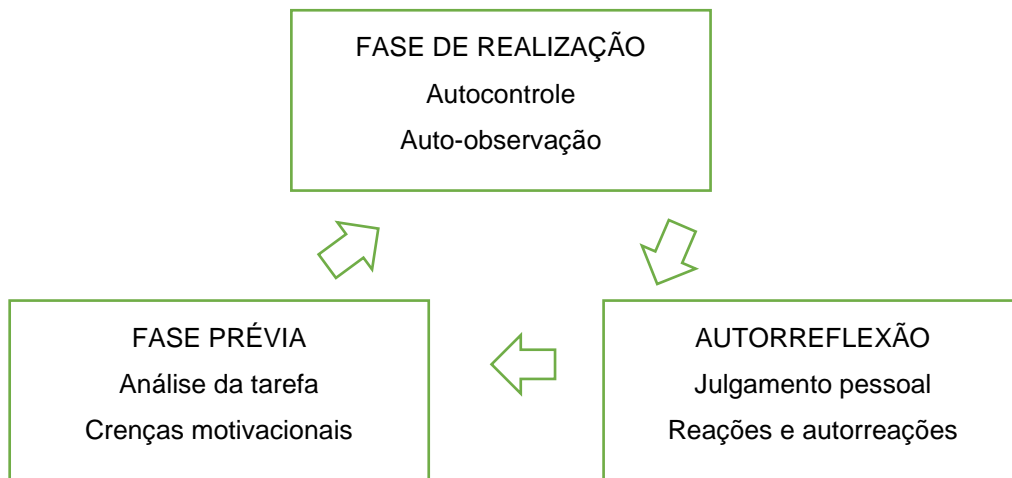 FASE DE REALIZAÇÃO
Autocontrole
Auto-observação
FASE PRÉVIA
Análise da tarefa
Crenças motivacionais
AUTORREFLEXÃO
Julgamento pessoal
Reações e autorreações